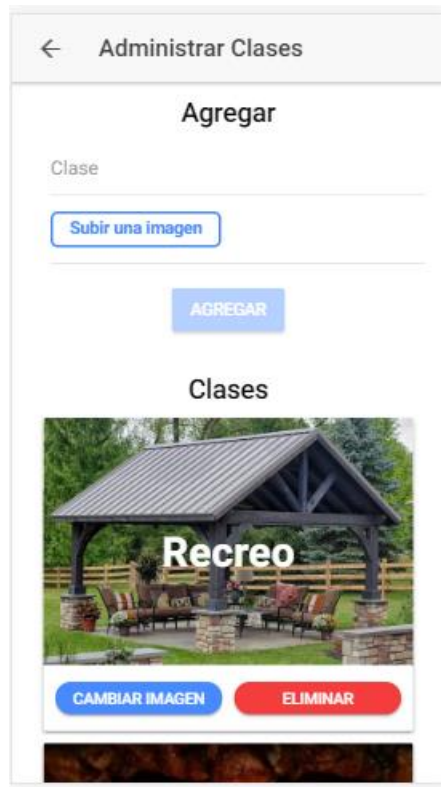 Administrar Clases
Agregar
Clase
Subir una imagen
AGREGAR
Clases
Recreo
CAMBIAR IMAGEN ELIMINAR